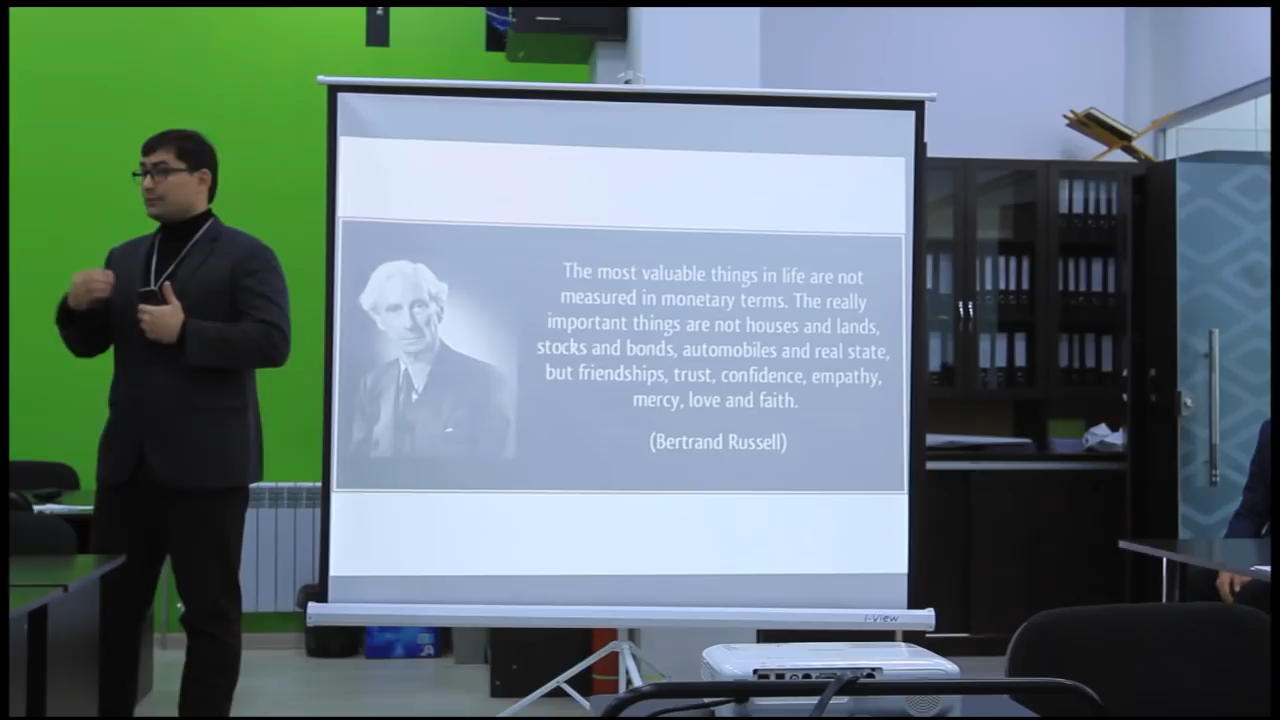 The most valuable things in life are not
measured in monetary terms. The really
important things are not houses and lands,
stocks and bonds, automobiles and real state,
but friendships, trust, confidence, empathy,
mercy, love and faith.
(Bertrand Russell)
i-View